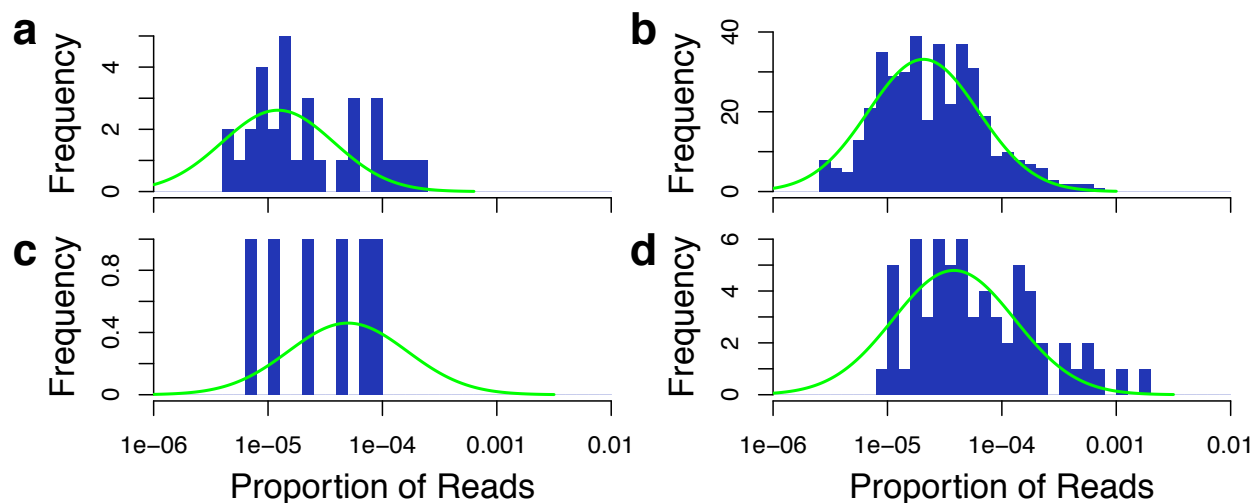 a
Frequency
0 2 4
b
Frequency
0 20 40
c
Frequency
0 0.4 0.8
1e−06 1e−05 1e−04 0.001 0.01
Proportion of Reads
d
Frequency
0 2 4 6
1e−06 1e−05 1e−04 0.001 0.01
Proportion of Reads